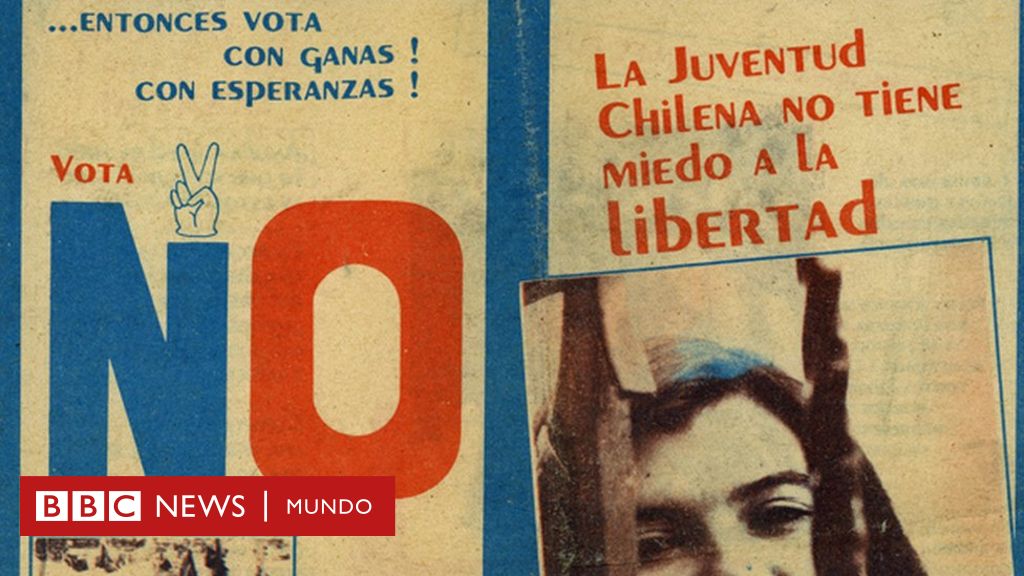 ...ENTONCES VOTA
CON GANAS !
CON ESPERANZAS !
VOTA
NO
LA JUVENTUD
CHILENA NO TIENE
MIEDO A LA
LIBERTAD
BBC NEWS | MUNDO